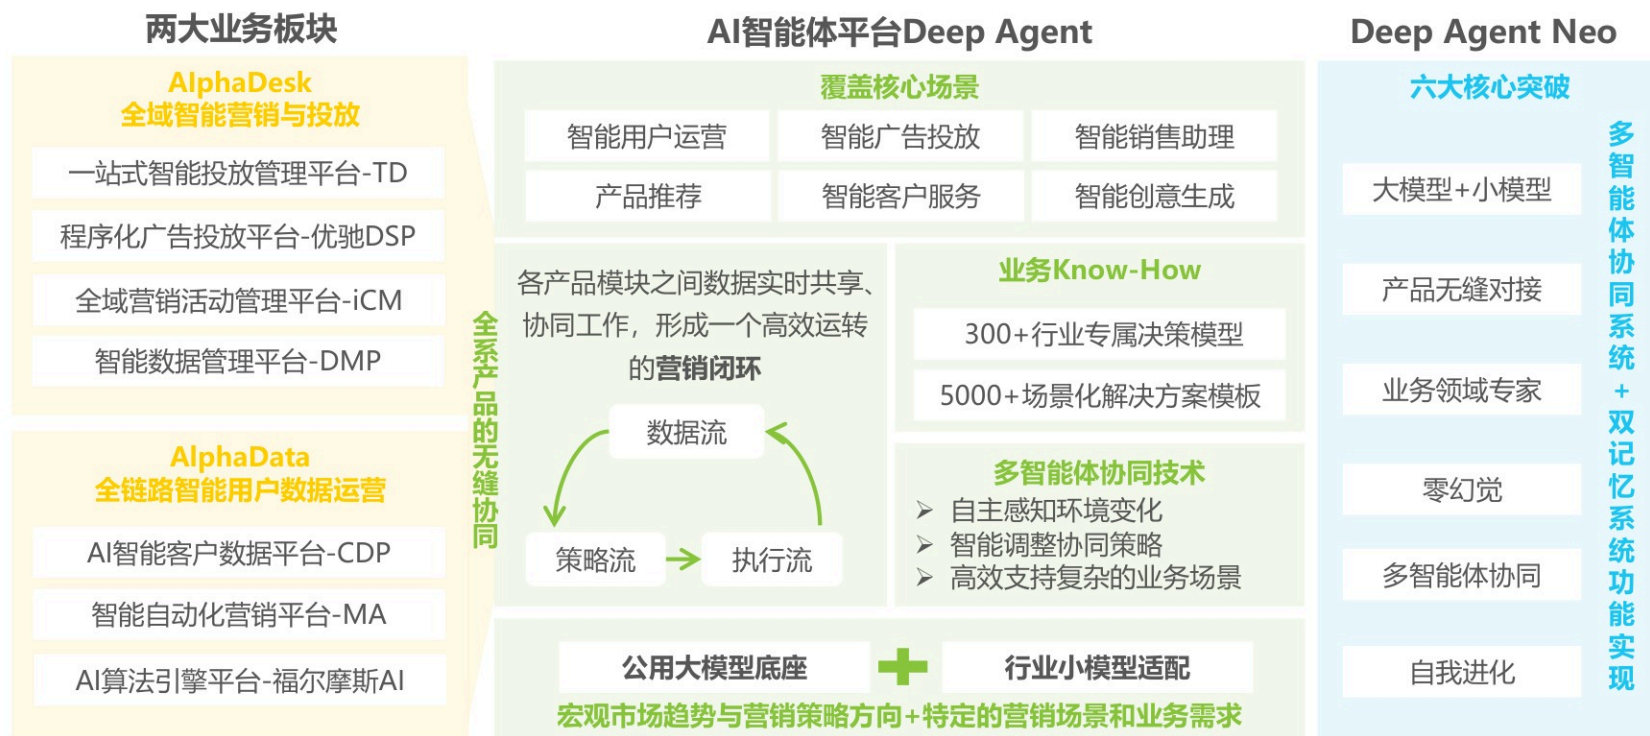 两大业务板块
AlphaDesk
全域智能营销与投放
一站式智能投放管理平台-TD
程序化广告投放平台-优驰DSP
全域营销活动管理平台-iCM
智能数据管理平台-DMP
AlphaData
全链路智能用户数据运营
AI智能客户数据平台-CDP
智能自动化营销平台-MA
AI算法引擎平台-福尔摩斯AI
全系产品的无缝协同
AI智能体平台Deep Agent
覆盖核心场景
智能用户运营
智能广告投放
智能销售助理
产品推荐
智能客户服务
智能创意生成
各产品模块之间数据实时共享、
协同工作，形成一个高效运转
的营销闭环
数据流
策略流
执行流
业务Know-How
300+行业专属决策模型
5000+场景化解决方案模板
多智能体协同技术
➢ 自主感知环境变化
➢ 智能调整协同策略
➢ 高效支持复杂的业务场景
公用大模型底座
行业小模型适配
宏观市场趋势与营销策略方向+特定的营销场景和业务需求
Deep Agent Neo
六大核心突破
大模型+小模型
产品无缝对接
业务领域专家
零幻觉
多智能体协同
自我进化
多智能体协同系统+双记忆系统功能实现